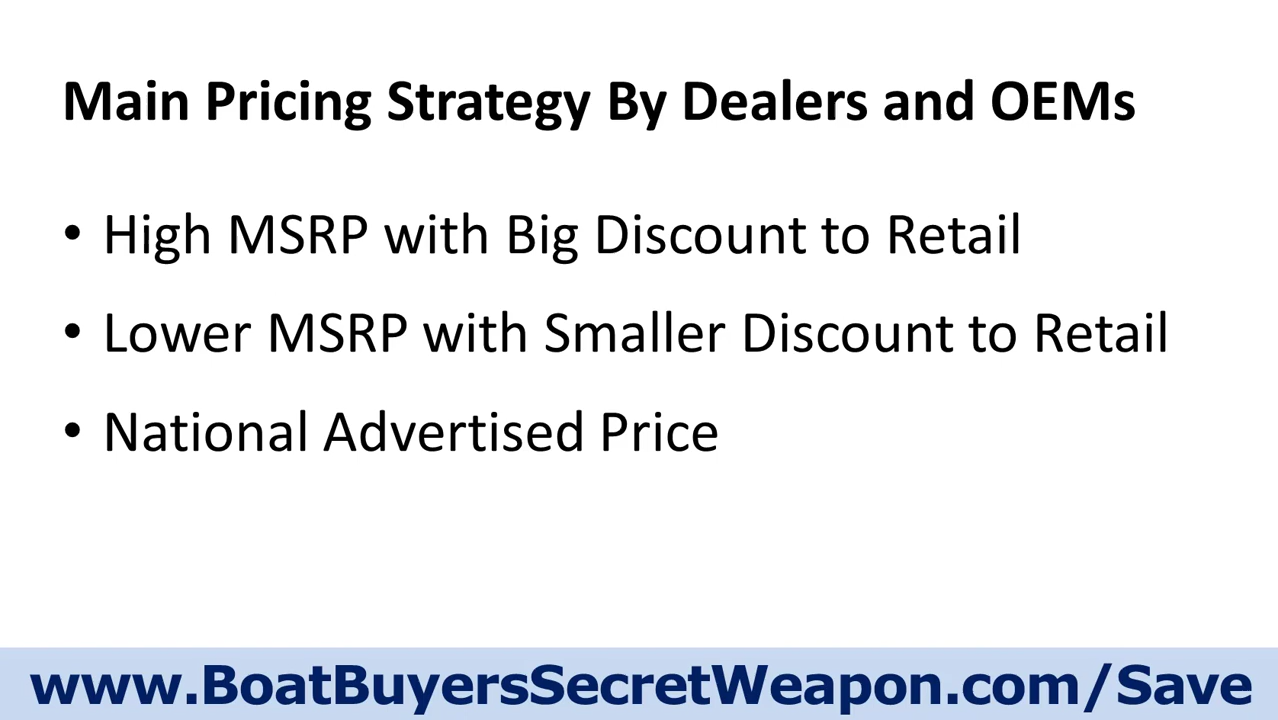 Main Pricing Strategy By Dealers and OEMs
• High MSRP with Big Discount to Retail
• Lower MSRP with Smaller Discount to Retail
• National Advertised Price
www.BoatBuyersSecretWeapon.com/Save